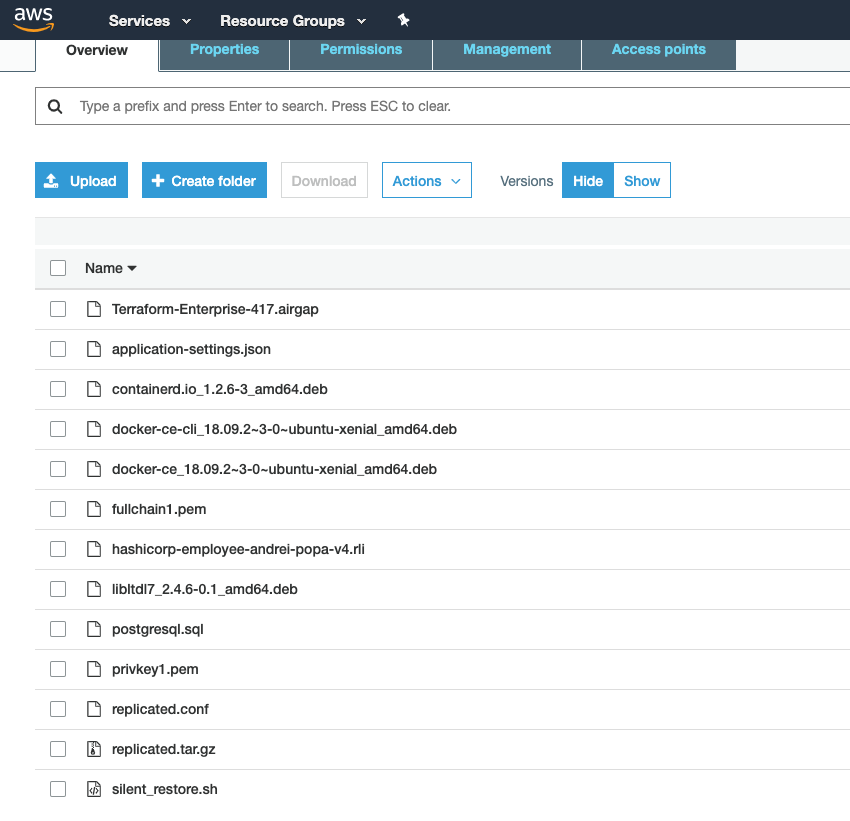 aws Services Resource Groups
Overview Properties Permissions Management Access points
Type a prefix and press Enter to search. Press ESC to clear.
Upload Create folder Download Actions Versions Hide Show
Name
Terraform-Enterprise-417.airgap
application-settings.json
containerd.io_1.2.6-3_amd64.deb
docker-ce-cli_18.09.2~3-0~ubuntu-xenial_amd64.deb
docker-ce_18.09.2~3-0~ubuntu-xenial_amd64.deb
fullchain1.pem
hashicorp-employee-andrei-popa-v4.rli
libltdl7_2.4.6-0.1_amd64.deb
postgresql.sql
privkey1.pem
replicated.conf
replicated.tar.gz
silent_restore.sh